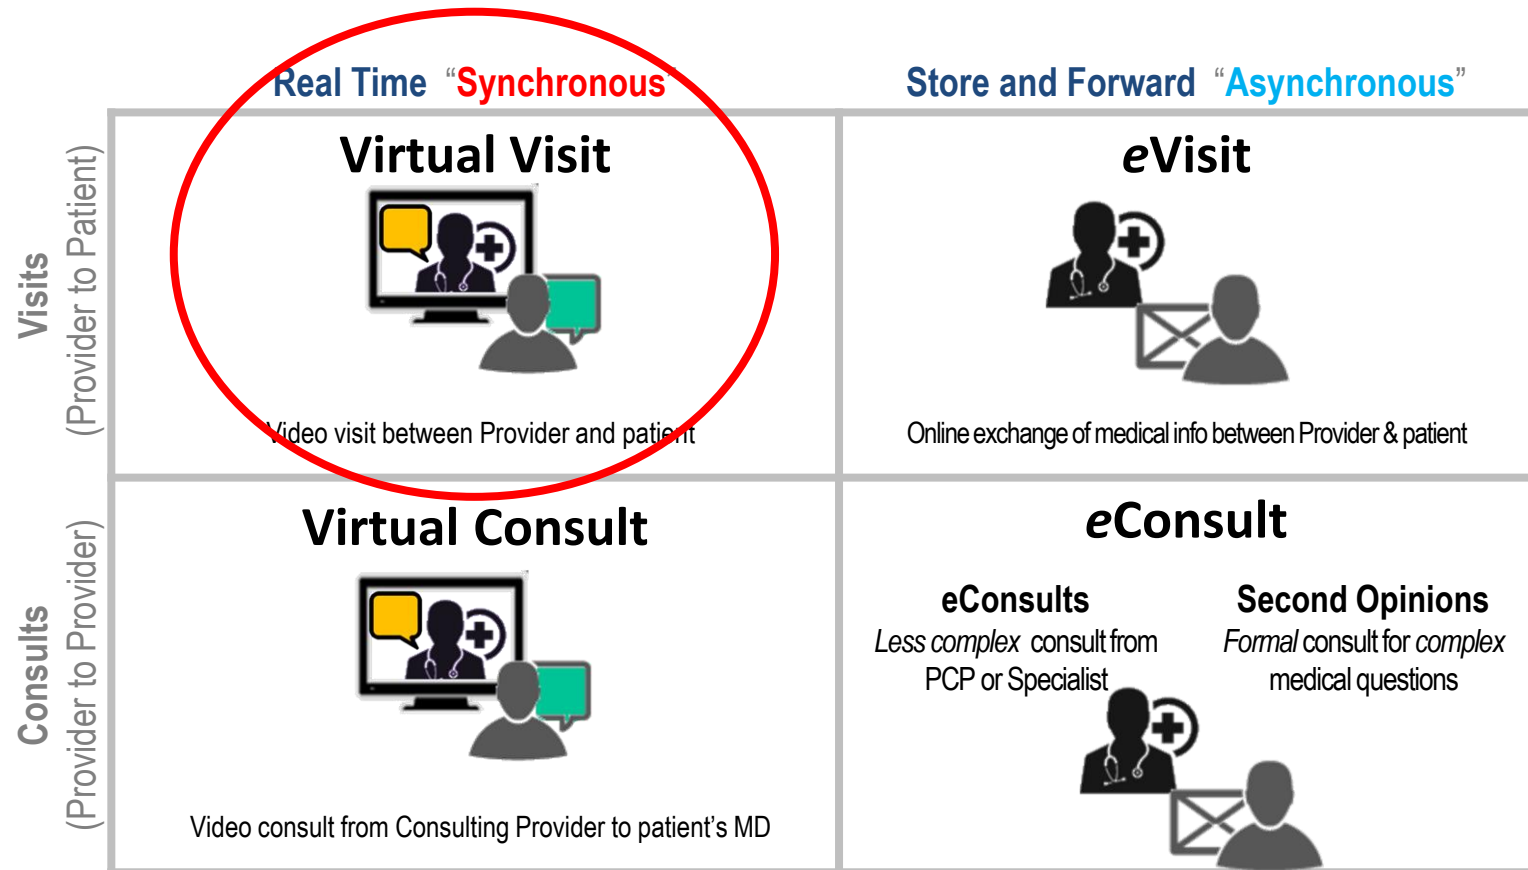 Real Time “Synchronous”
Store and Forward “Asynchronous”
Visits
(Provider to Patient)
Virtual Visit
Video visit between Provider and patient
eVisit
Online exchange of medical info between Provider & patient
Consults
(Provider to Provider)
Virtual Consult
Video consult from Consulting Provider to patient’s MD
eConsult
eConsults
Less complex consult from
PCP or Specialist
Second Opinions
Formal consult for complex
medical questions